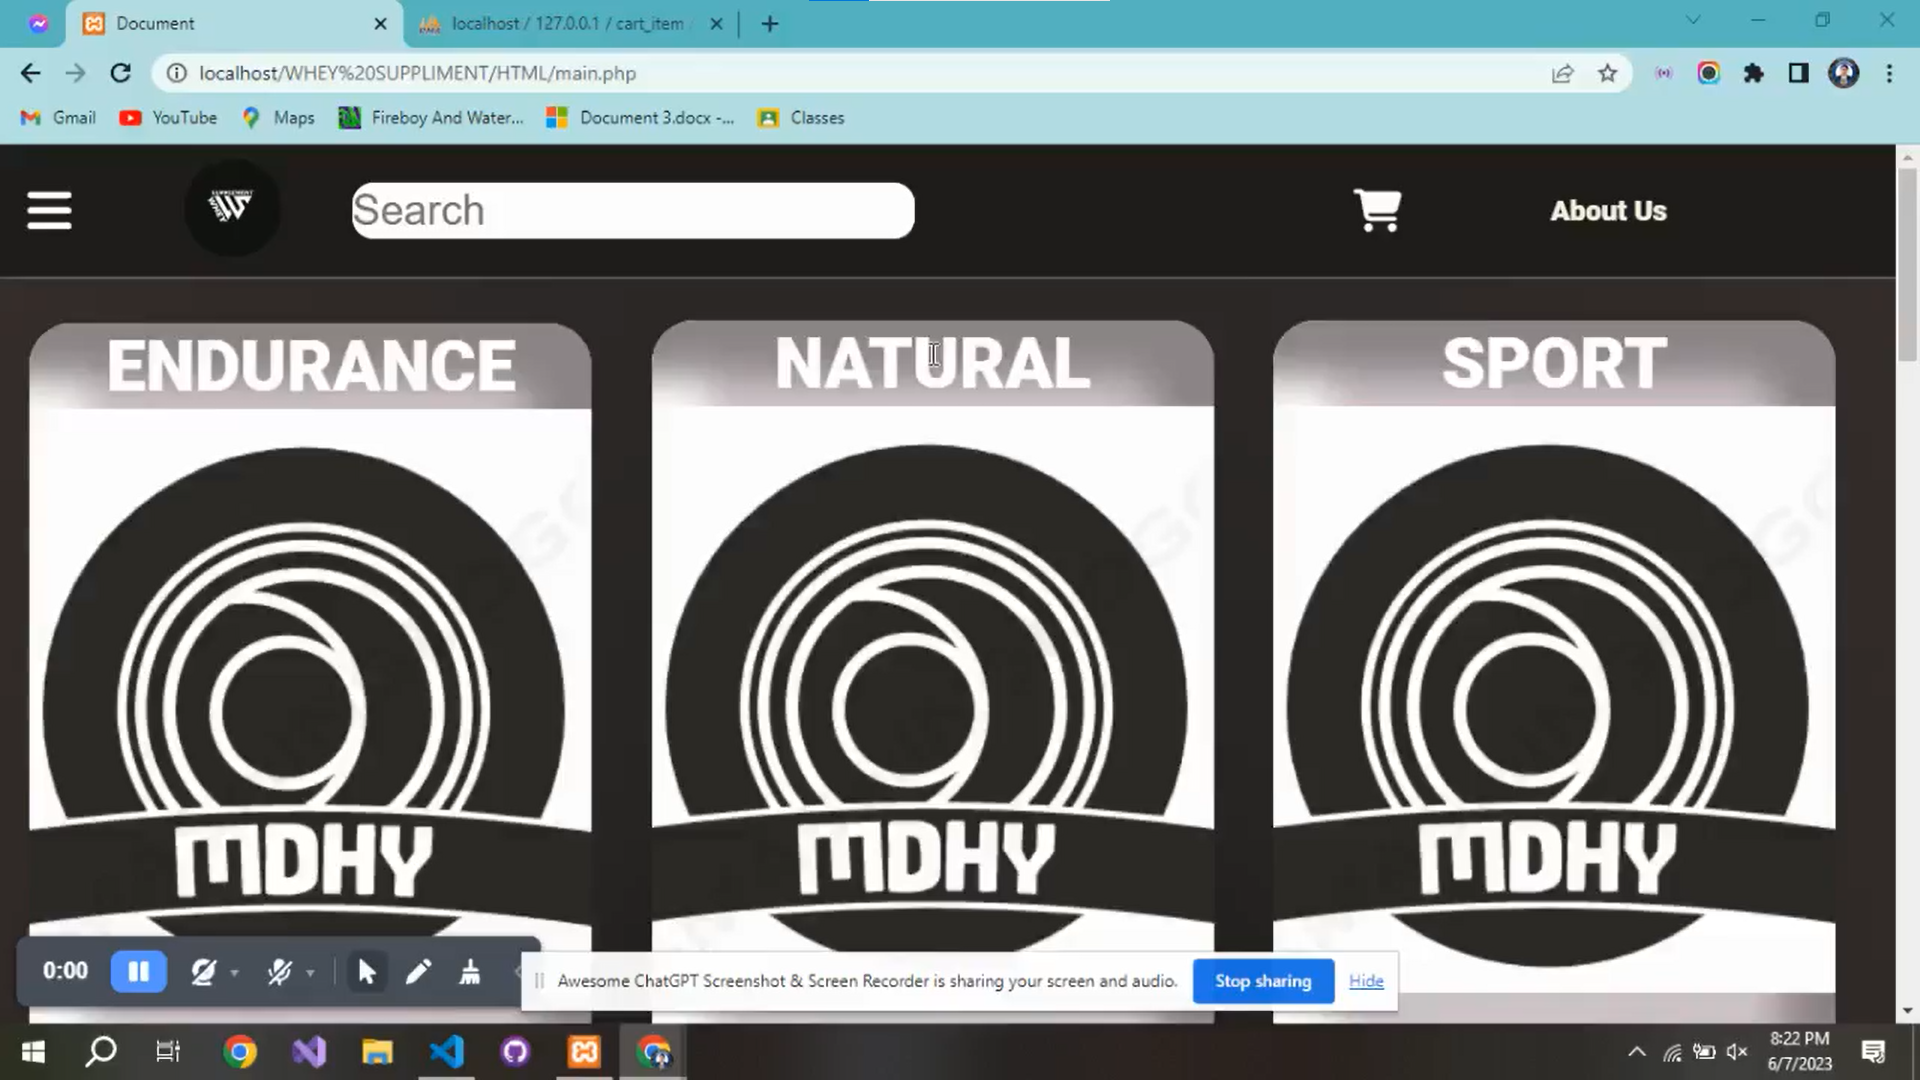 Document
localhost / 127.0.0.1 / cart_item
localhost/WHEY%20SUPPLIMENT/HTML/main.php
Gmail
YouTube
Maps
Fireboy And Water...
Document 3.docx -...
Classes
Search
About Us
ENDURANCE
NATURAL
SPORT
MDHY
MDHY
MDHY
0:00
Awesome ChatGPT Screenshot & Screen Recorder is sharing your screen and audio.
Stop sharing
Hide
8:22 PM
6/7/2023